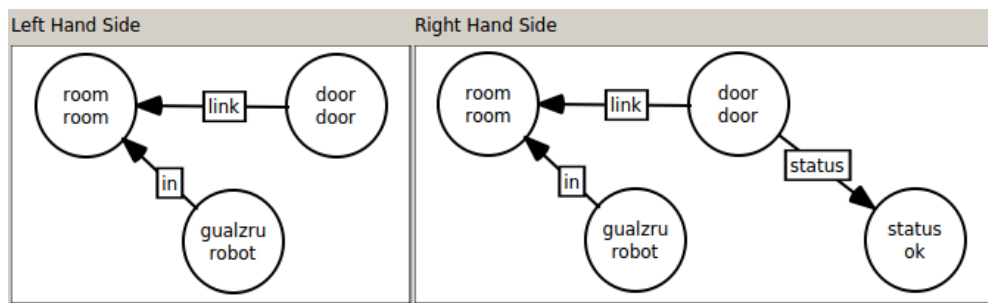 Left Hand Side
room
room
link
door
door
in
gualzru
robot
Right Hand Side
room
room
link
door
door
status
in
gualzru
robot
status
ok